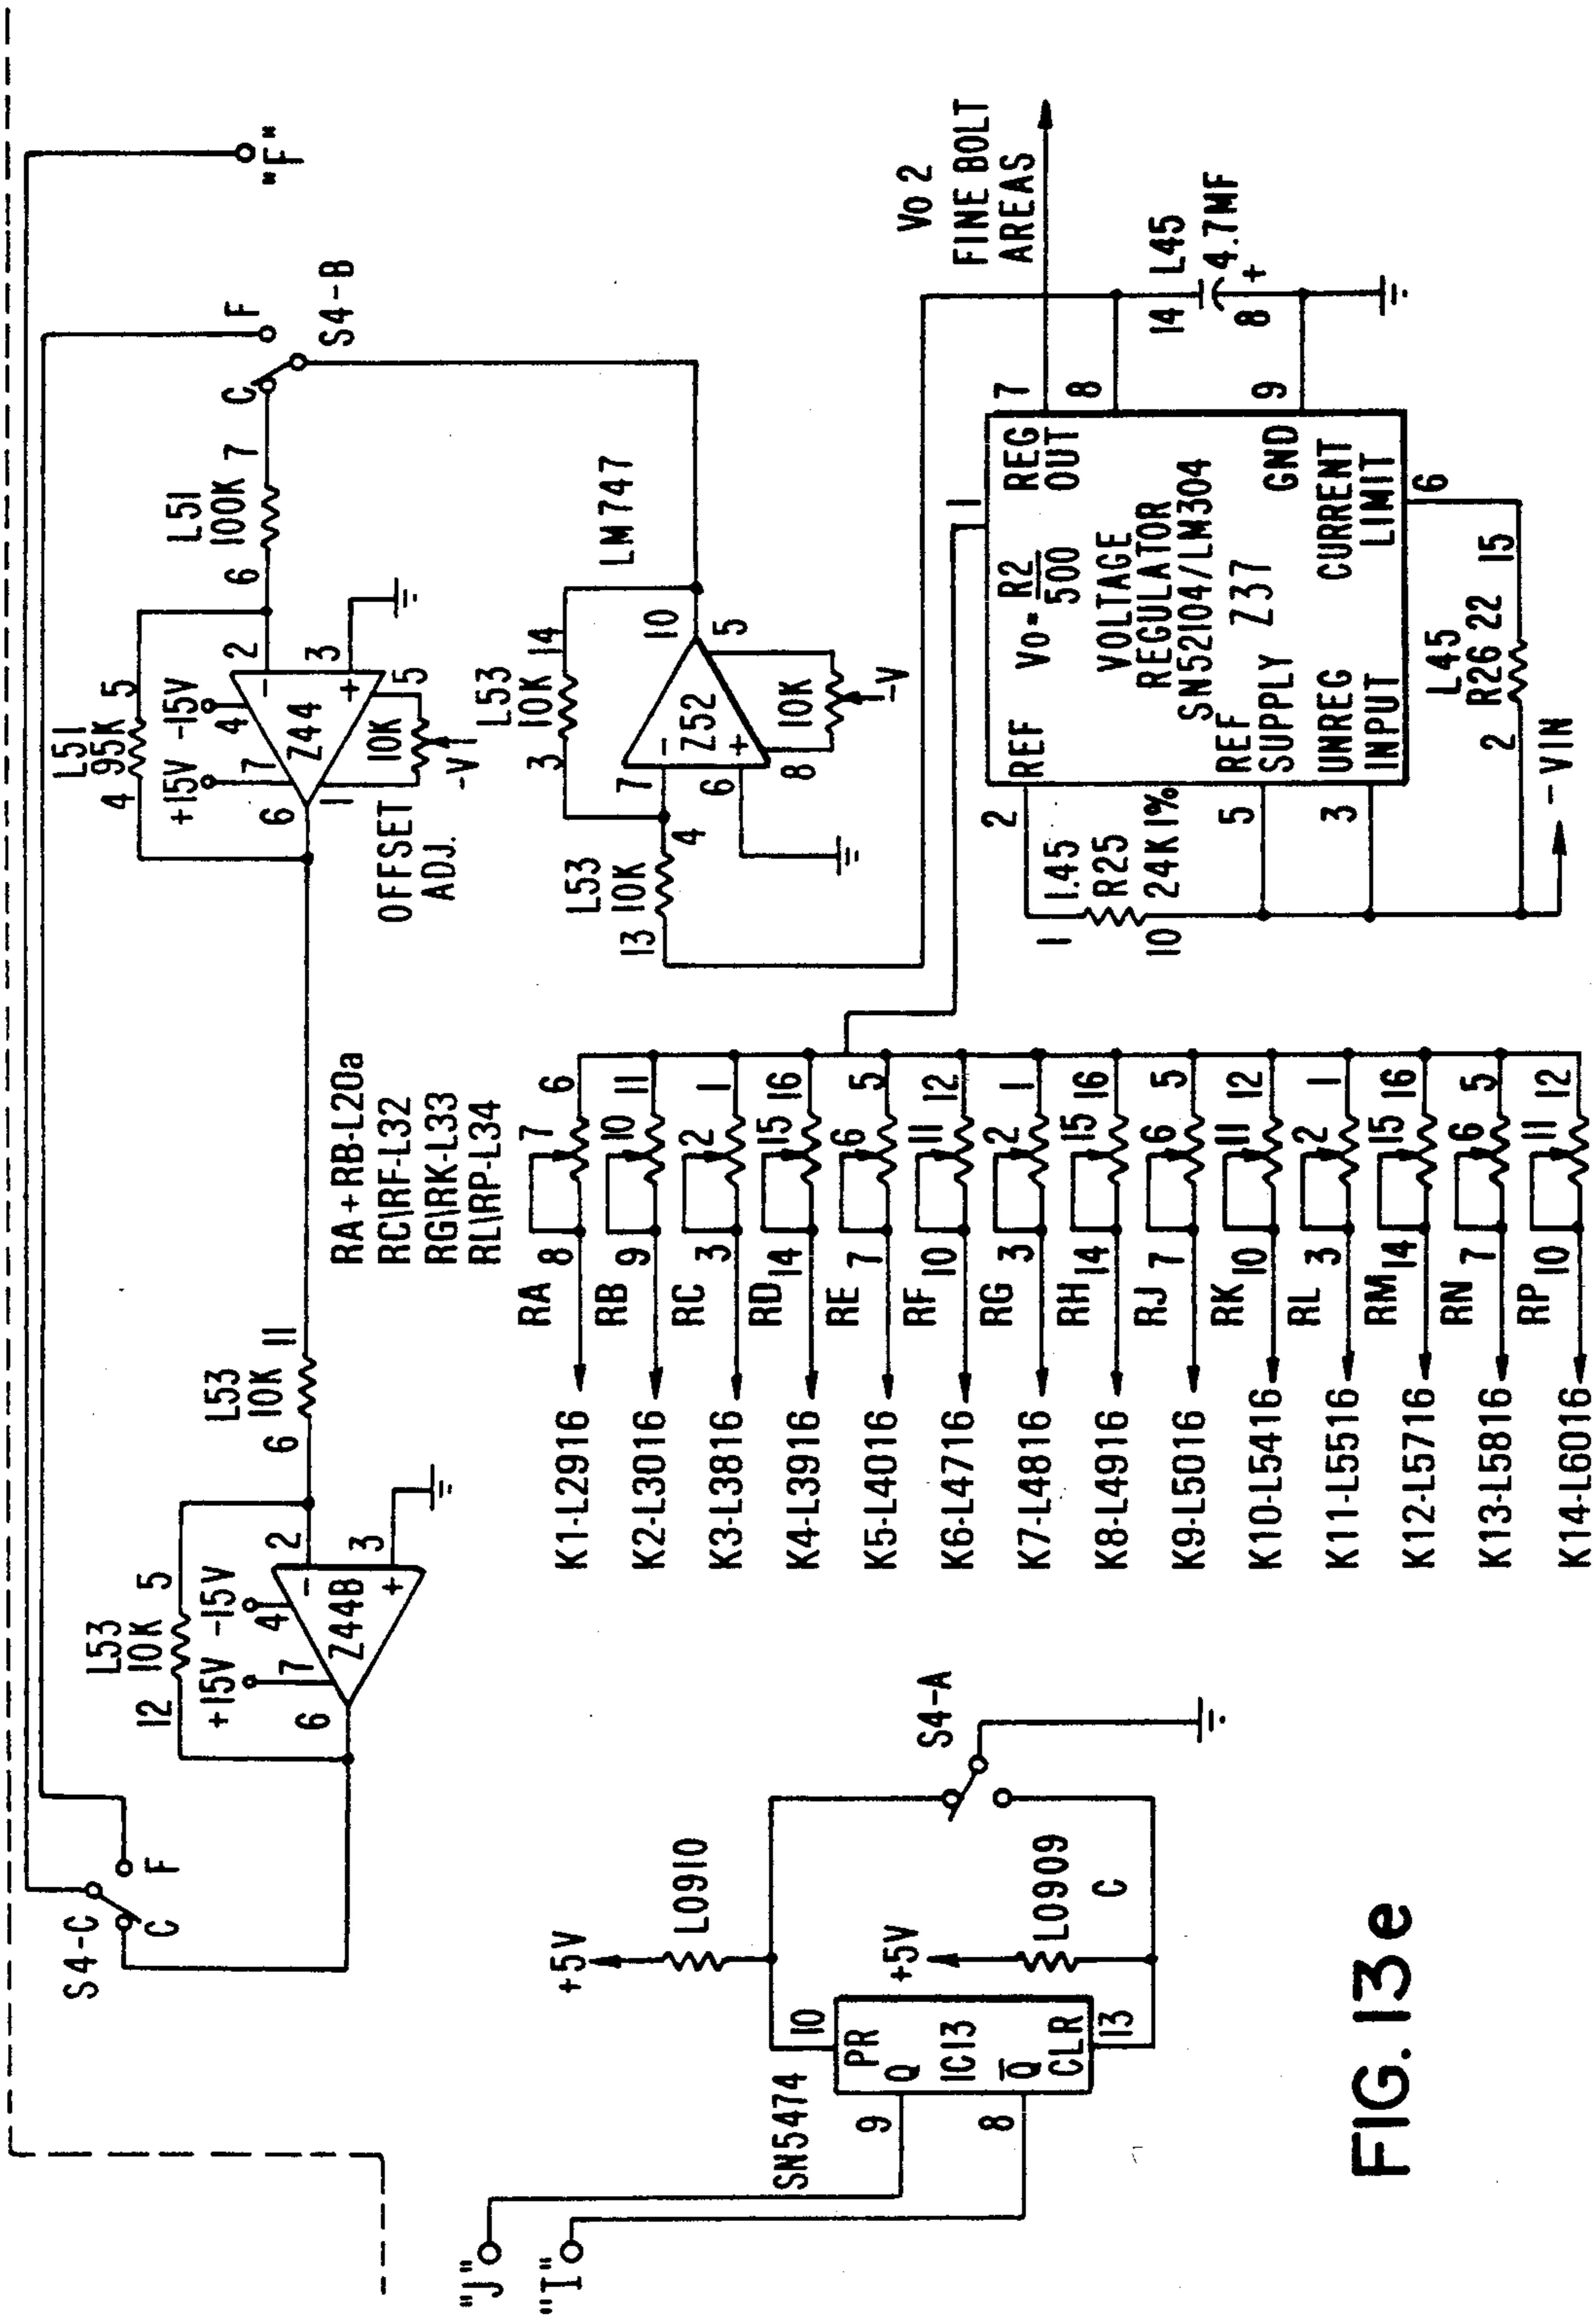 S4-C
C
F
"F"
L53
10K
12
5
+15V
-15V
7
4
Z44B
-
+
2
3
6
L53
10K
6
11
L51
95K
4
5
+15V
-15V
7
4
Z44
-
+
2
3
6
1
5
10K
-V
OFFSET
ADJ.
L51
100K
6
7
C
F
S4-B
RA+RB-L20a
RC\RF-L32
RG\RK-L33
RL\RP-L34
L53
10K
3
14
LM747
7
6
-
+
Z52
10
5
8
10K
-V
L53
10K
13
4
"J"
"I"
SN5474
9
8
10
PR
Q
IC13
Q̅
CLR
13
+5V
L0910
+5V
L0909
C
S4-A
RA
8
7
6
K1-L2916
RB
9
10
11
K2-L3016
RC
3
2
1
K3-L3816
RD
14
15
16
K4-L3916
RE
7
6
5
K5-L4016
RF
10
11
12
K6-L4716
RG
3
2
1
K7-L4816
RH
14
15
16
K8-L4916
RJ
7
6
5
K9-L5016
RK
10
11
12
K10-L5416
RL
3
2
1
K11-L5516
RM
14
15
16
K12-L5716
RN
7
6
5
K13-L5816
RP
10
11
12
K14-L6016
Vo 2
FINE BOLT
AREAS
1
2
REF
REG
OUT
7
8
Vo = R2
500
VOLTAGE
REGULATOR
SN52104/LM304
REF
SUPPLY
Z37
GND
9
5
UNREG
INPUT
3
CURRENT
LIMIT
6
L45
R25
24K 1%
1
10
14
L45
4.7MF
8
+
L45
R26 22
2
15
-VIN
FIG. 13e